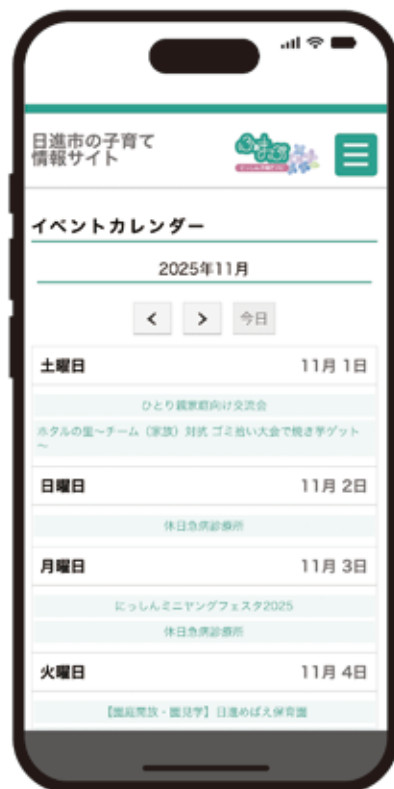 日進市の子育て
情報サイト
イベントカレンダー
2025年11月
< > 今日
土曜日 11月 1日
ひとり親家庭向け交流会
ホタルの里～チーム（家族）対抗 ゴミ拾い大会で焼き芋ゲット
～
日曜日 11月 2日
休日急病診療所
月曜日 11月 3日
にっしんミニヤングフェスタ2025
休日急病診療所
火曜日 11月 4日
【園庭開放・園見学】日進めばえ保育園